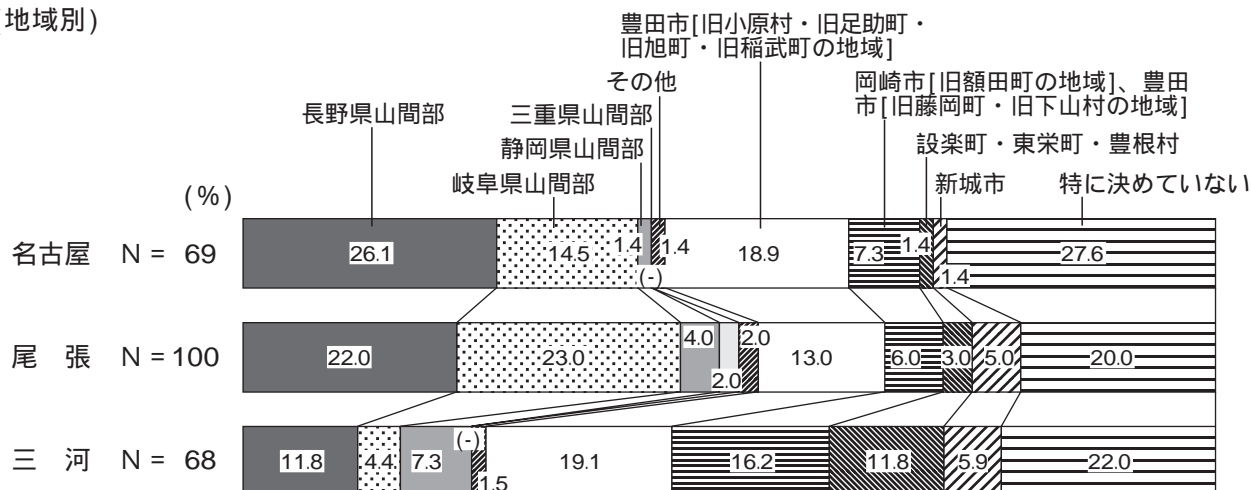 地域別)
豊田市[旧小原村・旧足助町・
旧旭町・旧稲武町の地域]
その他
岡崎市[旧額田町の地域]、豊田
市[旧藤岡町・旧下山村の地域]
長野県山間部
三重県山間部
静岡県山間部
設楽町・東栄町・豊根村
岐阜県山間部
新城市
特に決めていない
(%)
名古屋 N = 69
26.1
14.5
1.4
(-)
1.4
18.9
7.3
1.4
1.4
27.6
尾 張 N = 100
22.0
23.0
4.0
2.0
2.0
13.0
6.0
3.0
5.0
20.0
三 河 N = 68
11.8
4.4
7.3
(-)
1.5
19.1
16.2
11.8
5.9
22.0